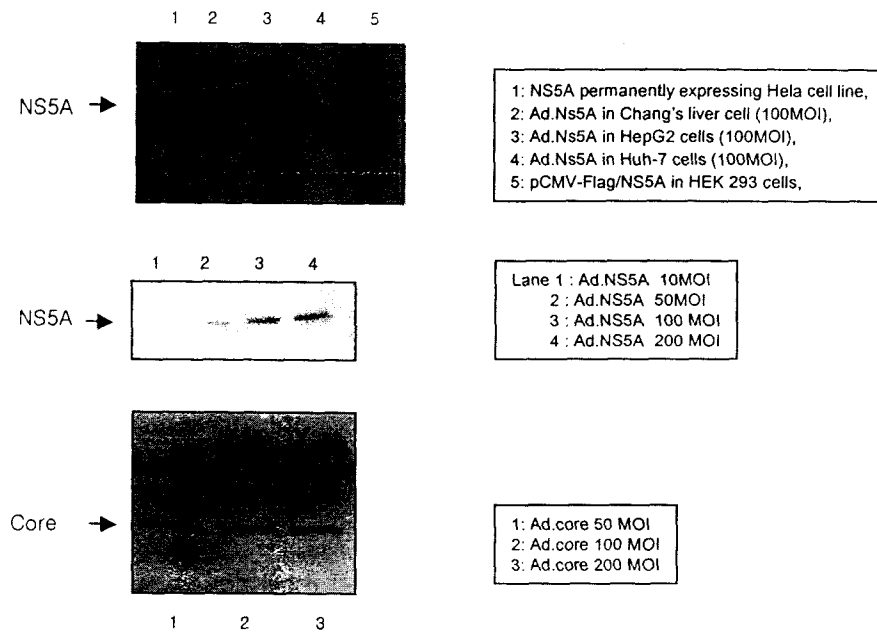 1 2 3 4 5
NS5A
1: NS5A permanently expressing Hela cell line,
2: Ad.Ns5A in Chang's liver cell (100MOI),
3: Ad.Ns5A in HepG2 cells (100MOI),
4: Ad.Ns5A in Huh-7 cells (100MOI),
5: pCMV-Flag/NS5A in HEK 293 cells,
1 2 3 4
NS5A
Lane 1 : Ad.NS5A 10MOI
2 : Ad.NS5A 50MOI
3 : Ad.NS5A 100 MOI
4 : Ad.NS5A 200 MOI
Core
1: Ad.core 50 MOI
2: Ad.core 100 MOI
3: Ad.core 200 MOI
1 2 3